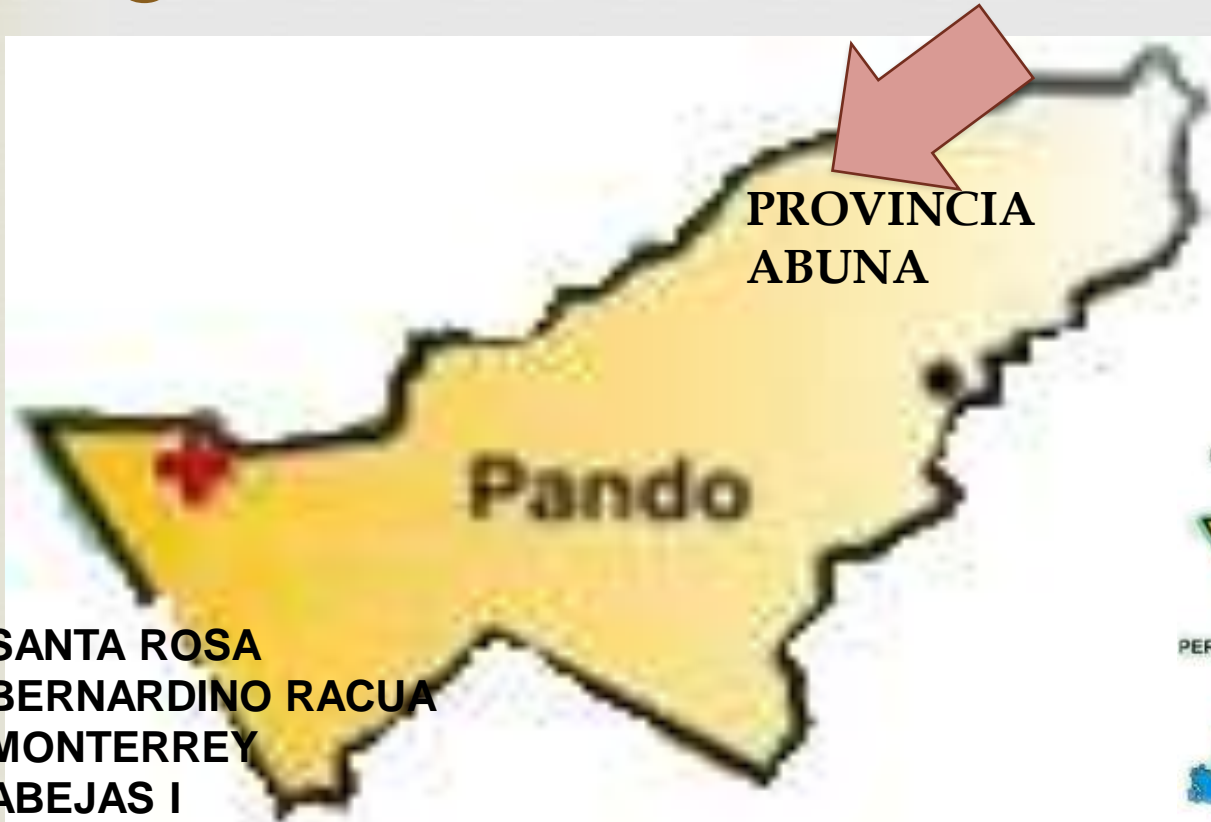 PROVINCIA
ABUNA
Pando
SANTA ROSA
BERNARDINO RACUA
MONTERREY
ABEJAS I